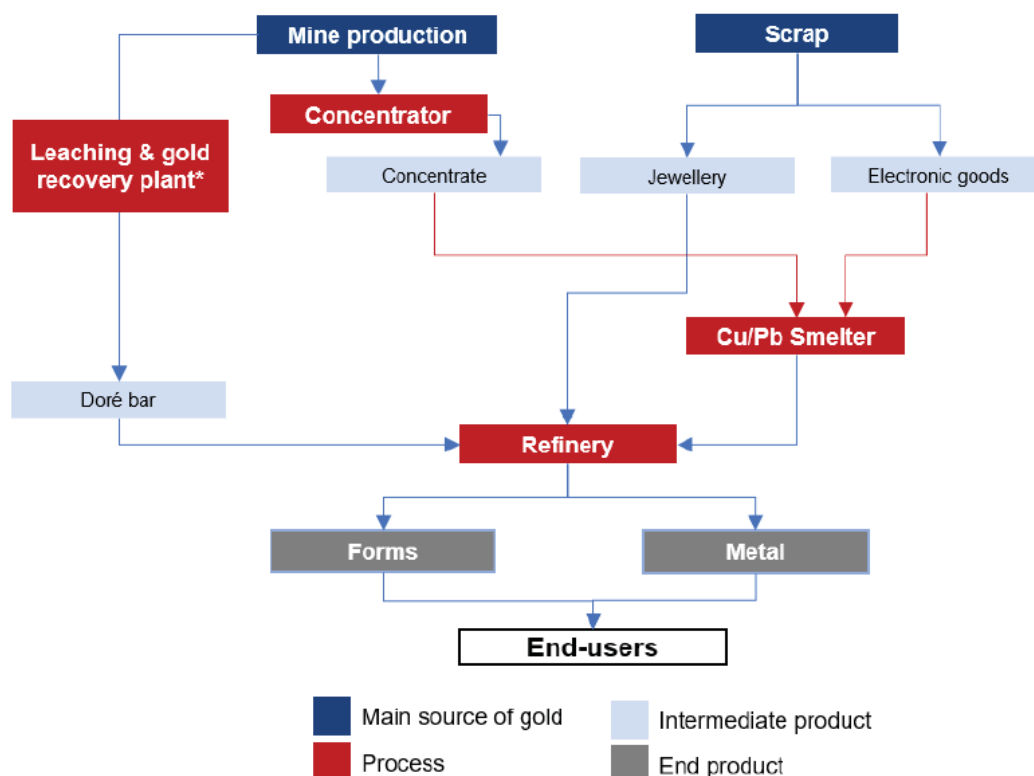 Mine production
Scrap
Concentrator
Leaching & gold
recovery plant*
Concentrate
Jewellery
Electronic goods
Cu/Pb Smelter
Doré bar
Refinery
Forms
Metal
End-users
Main source of gold
Intermediate product
Process
End product